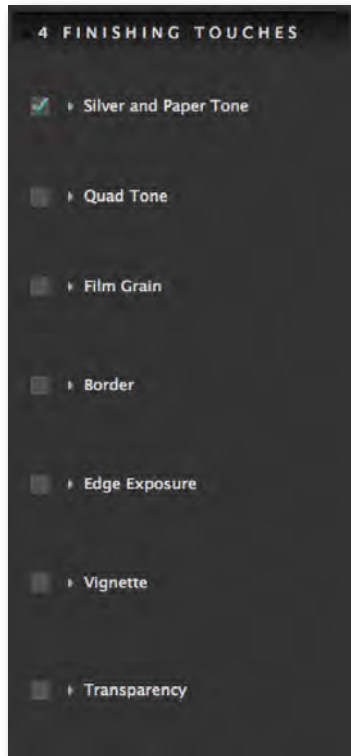 4 FINISHING TOUCHES
Silver and Paper Tone
Quad Tone
Film Grain
Border
Edge Exposure
Vignette
Transparency